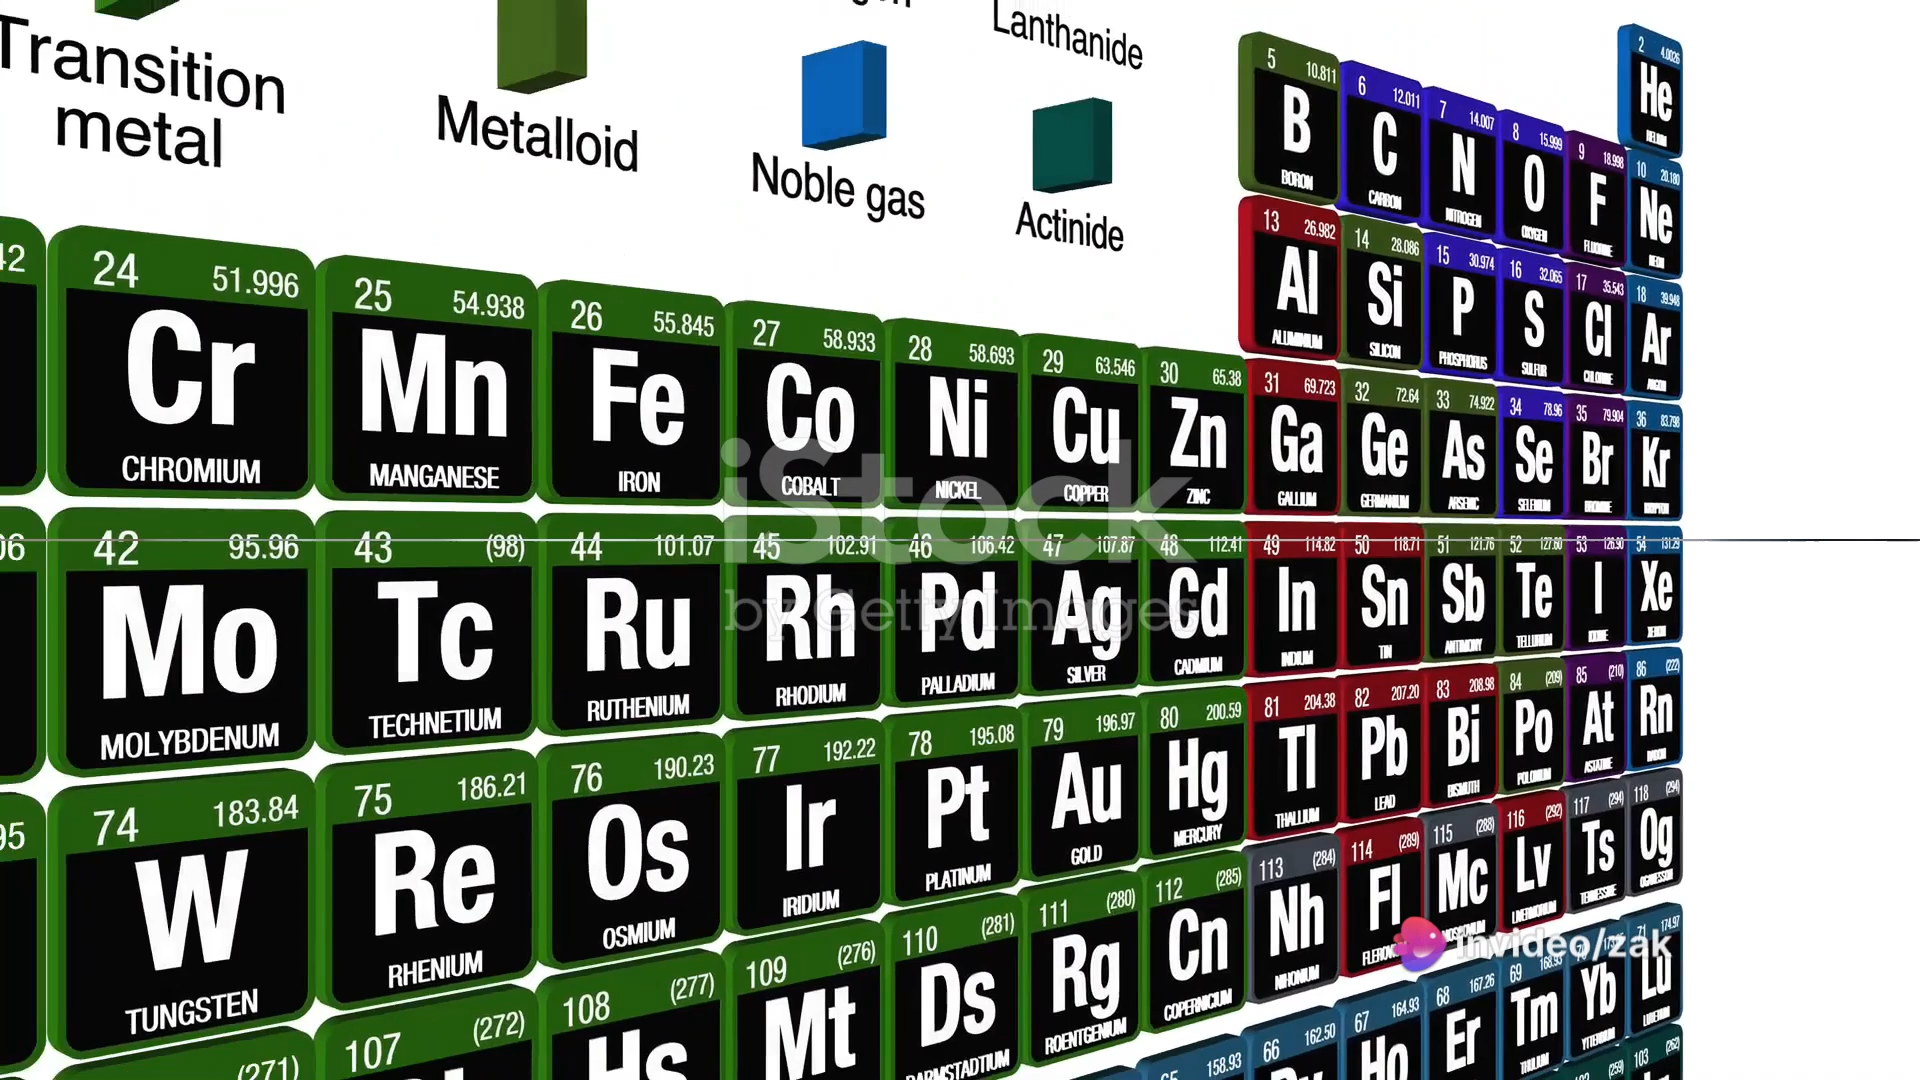 Transition
metal
Metalloid
Noble gas
Lanthanide
Actinide
5 10.811
B
BORON
6 12.011
C
CARBON
7 14.007
N
NITROGEN
8 15.999
O
OXYGEN
9 18.998
F
FLUORINE
2 4.0026
He
HELIUM
10 20.180
Ne
NEON
13 26.982
Al
ALUMINIUM
14 28.086
Si
SILICON
15 30.974
P
PHOSPHORUS
16 32.065
S
SULFUR
17 35.543
Cl
CHLORINE
18 39.948
Ar
ARGON
42
24 51.996
Cr
CHROMIUM
25 54.938
Mn
MANGANESE
26 55.845
Fe
IRON
27 58.933
Co
COBALT
28 58.693
Ni
NICKEL
29 63.546
Cu
COPPER
30 65.38
Zn
ZINC
31 69.723
Ga
GALLIUM
32 72.64
Ge
GERMANIUM
33 74.922
As
ARSENIC
34 78.96
Se
SELENIUM
35 79.904
Br
BROMINE
36 83.798
Kr
KRYPTON
iStock
by Getty Images
06
42 95.96
Mo
MOLYBDENUM
43 (98)
Tc
TECHNETIUM
44 101.07
Ru
RUTHENIUM
45 102.91
Rh
RHODIUM
46 106.42
Pd
PALLADIUM
47 107.87
Ag
SILVER
48 112.41
Cd
CADMIUM
49 114.82
In
INDIUM
50 118.71
Sn
TIN
51 121.76
Sb
ANTIMONY
52 127.60
Te
TELLURIUM
53 126.90
I
IODINE
54 131.29
Xe
XENON
95
74 183.84
W
TUNGSTEN
75 186.21
Re
RHENIUM
76 190.23
Os
OSMIUM
77 192.22
Ir
IRIDIUM
78 195.08
Pt
PLATINUM
79 196.97
Au
GOLD
80 200.59
Hg
MERCURY
81 204.38
Tl
THALLIUM
82 207.20
Pb
LEAD
83 208.98
Bi
BISMUTH
84 (209)
Po
POLONIUM
85 (210)
At
ASTATINE
86 (222)
Rn
RADON
(271)
107 (272)
108 (277)
Hs
109 (276)
Mt
110 (281)
Ds
DARMSTADTIUM
111 (280)
Rg
ROENTGENIUM
112 (285)
Cn
COPERNICIUM
113 (284)
Nh
NIHONIUM
114 (289)
Fl
115 (288)
Mc
116 (292)
Lv
LIVERMORIUM
117 (294)
Ts
TENNESSINE
118 (294)
Og
OGANESSON
invideo/zak
158.93
66 162.50
67 164.93
Ho
68 167.26
Er
69 168.93
Tm
THULIUM
Yb
YTTERBIUM
71 174.97
Lu
LUTETIUM
103 (262)